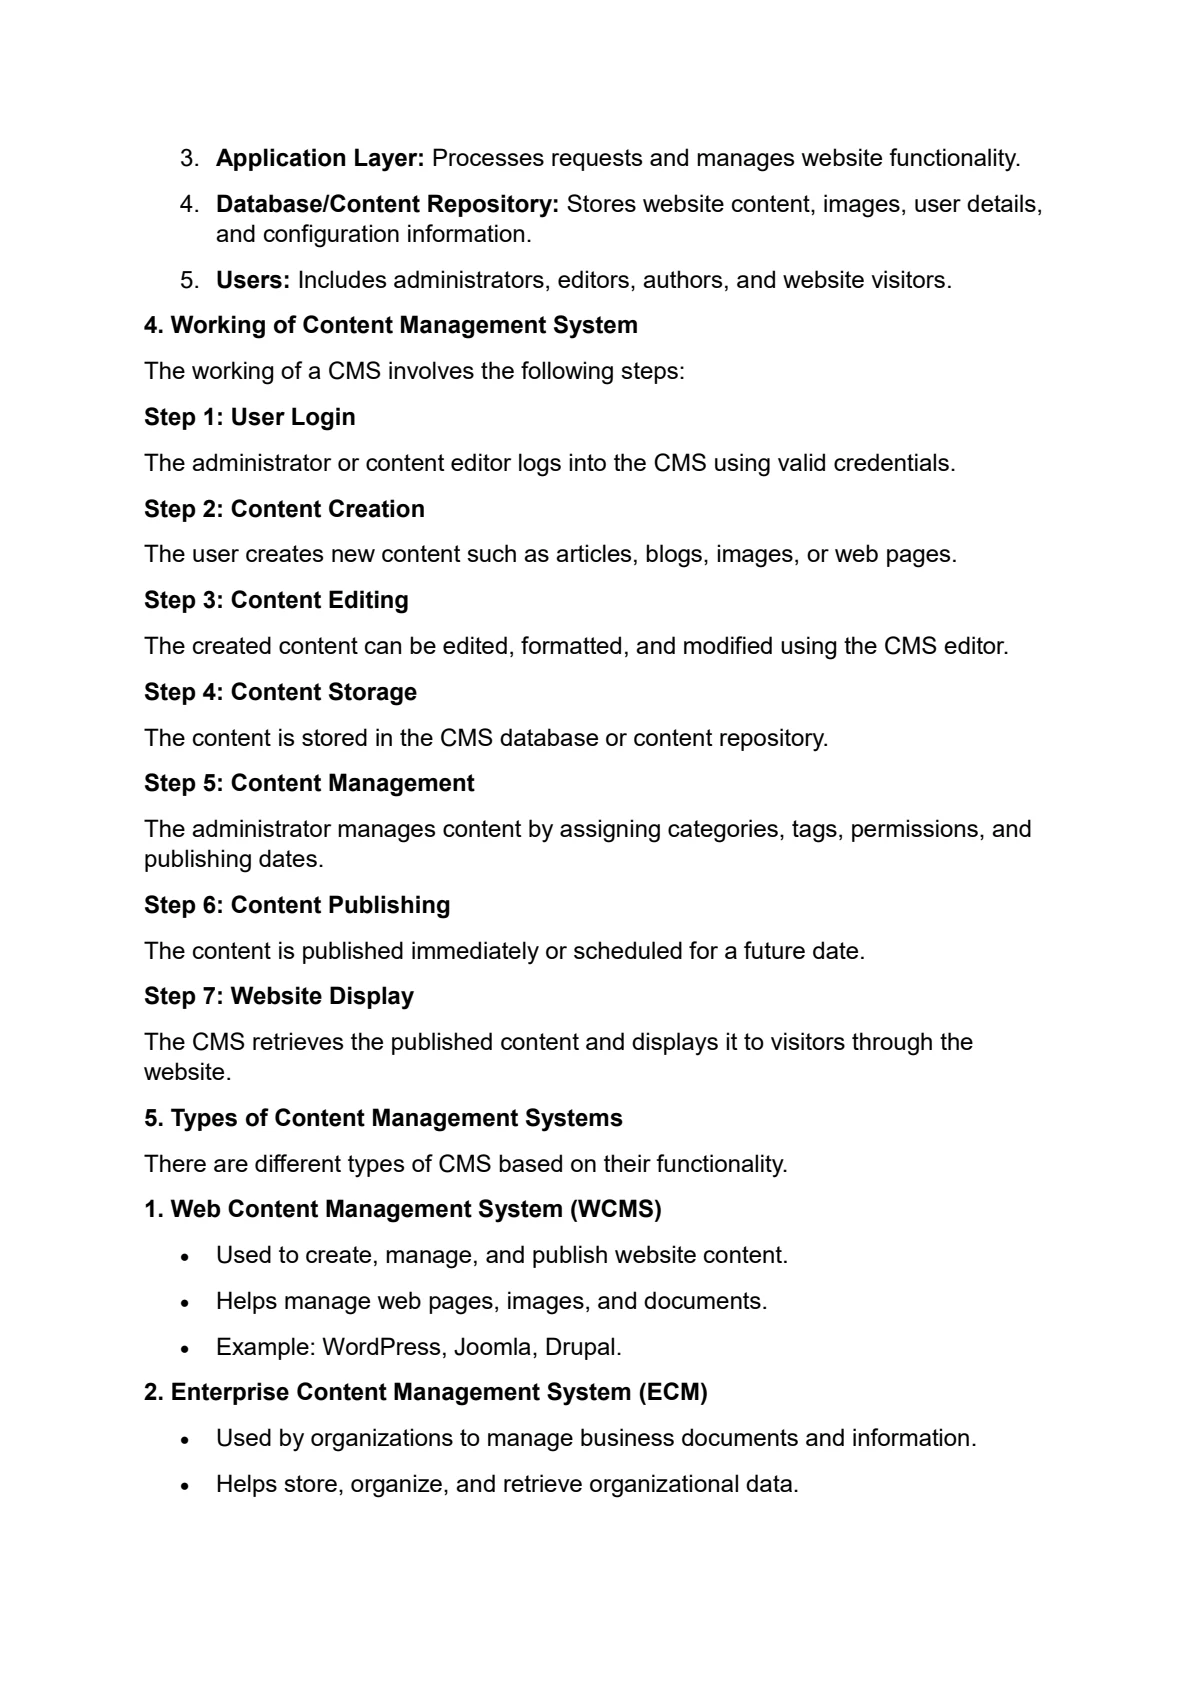 3. Application Layer: Processes requests and manages website functionality.
4. Database/Content Repository: Stores website content, images, user details,
and configuration information.
5. Users: Includes administrators, editors, authors, and website visitors.
4. Working of Content Management System
The working of a CMS involves the following steps:
Step 1: User Login
The administrator or content editor logs into the CMS using valid credentials.
Step 2: Content Creation
The user creates new content such as articles, blogs, images, or web pages.
Step 3: Content Editing
The created content can be edited, formatted, and modified using the CMS editor.
Step 4: Content Storage
The content is stored in the CMS database or content repository.
Step 5: Content Management
The administrator manages content by assigning categories, tags, permissions, and
publishing dates.
Step 6: Content Publishing
The content is published immediately or scheduled for a future date.
Step 7: Website Display
The CMS retrieves the published content and displays it to visitors through the
website.
5. Types of Content Management Systems
There are different types of CMS based on their functionality.
1. Web Content Management System (WCMS)
• Used to create, manage, and publish website content.
• Helps manage web pages, images, and documents.
• Example: WordPress, Joomla, Drupal.
2. Enterprise Content Management System (ECM)
• Used by organizations to manage business documents and information.
• Helps store, organize, and retrieve organizational data.